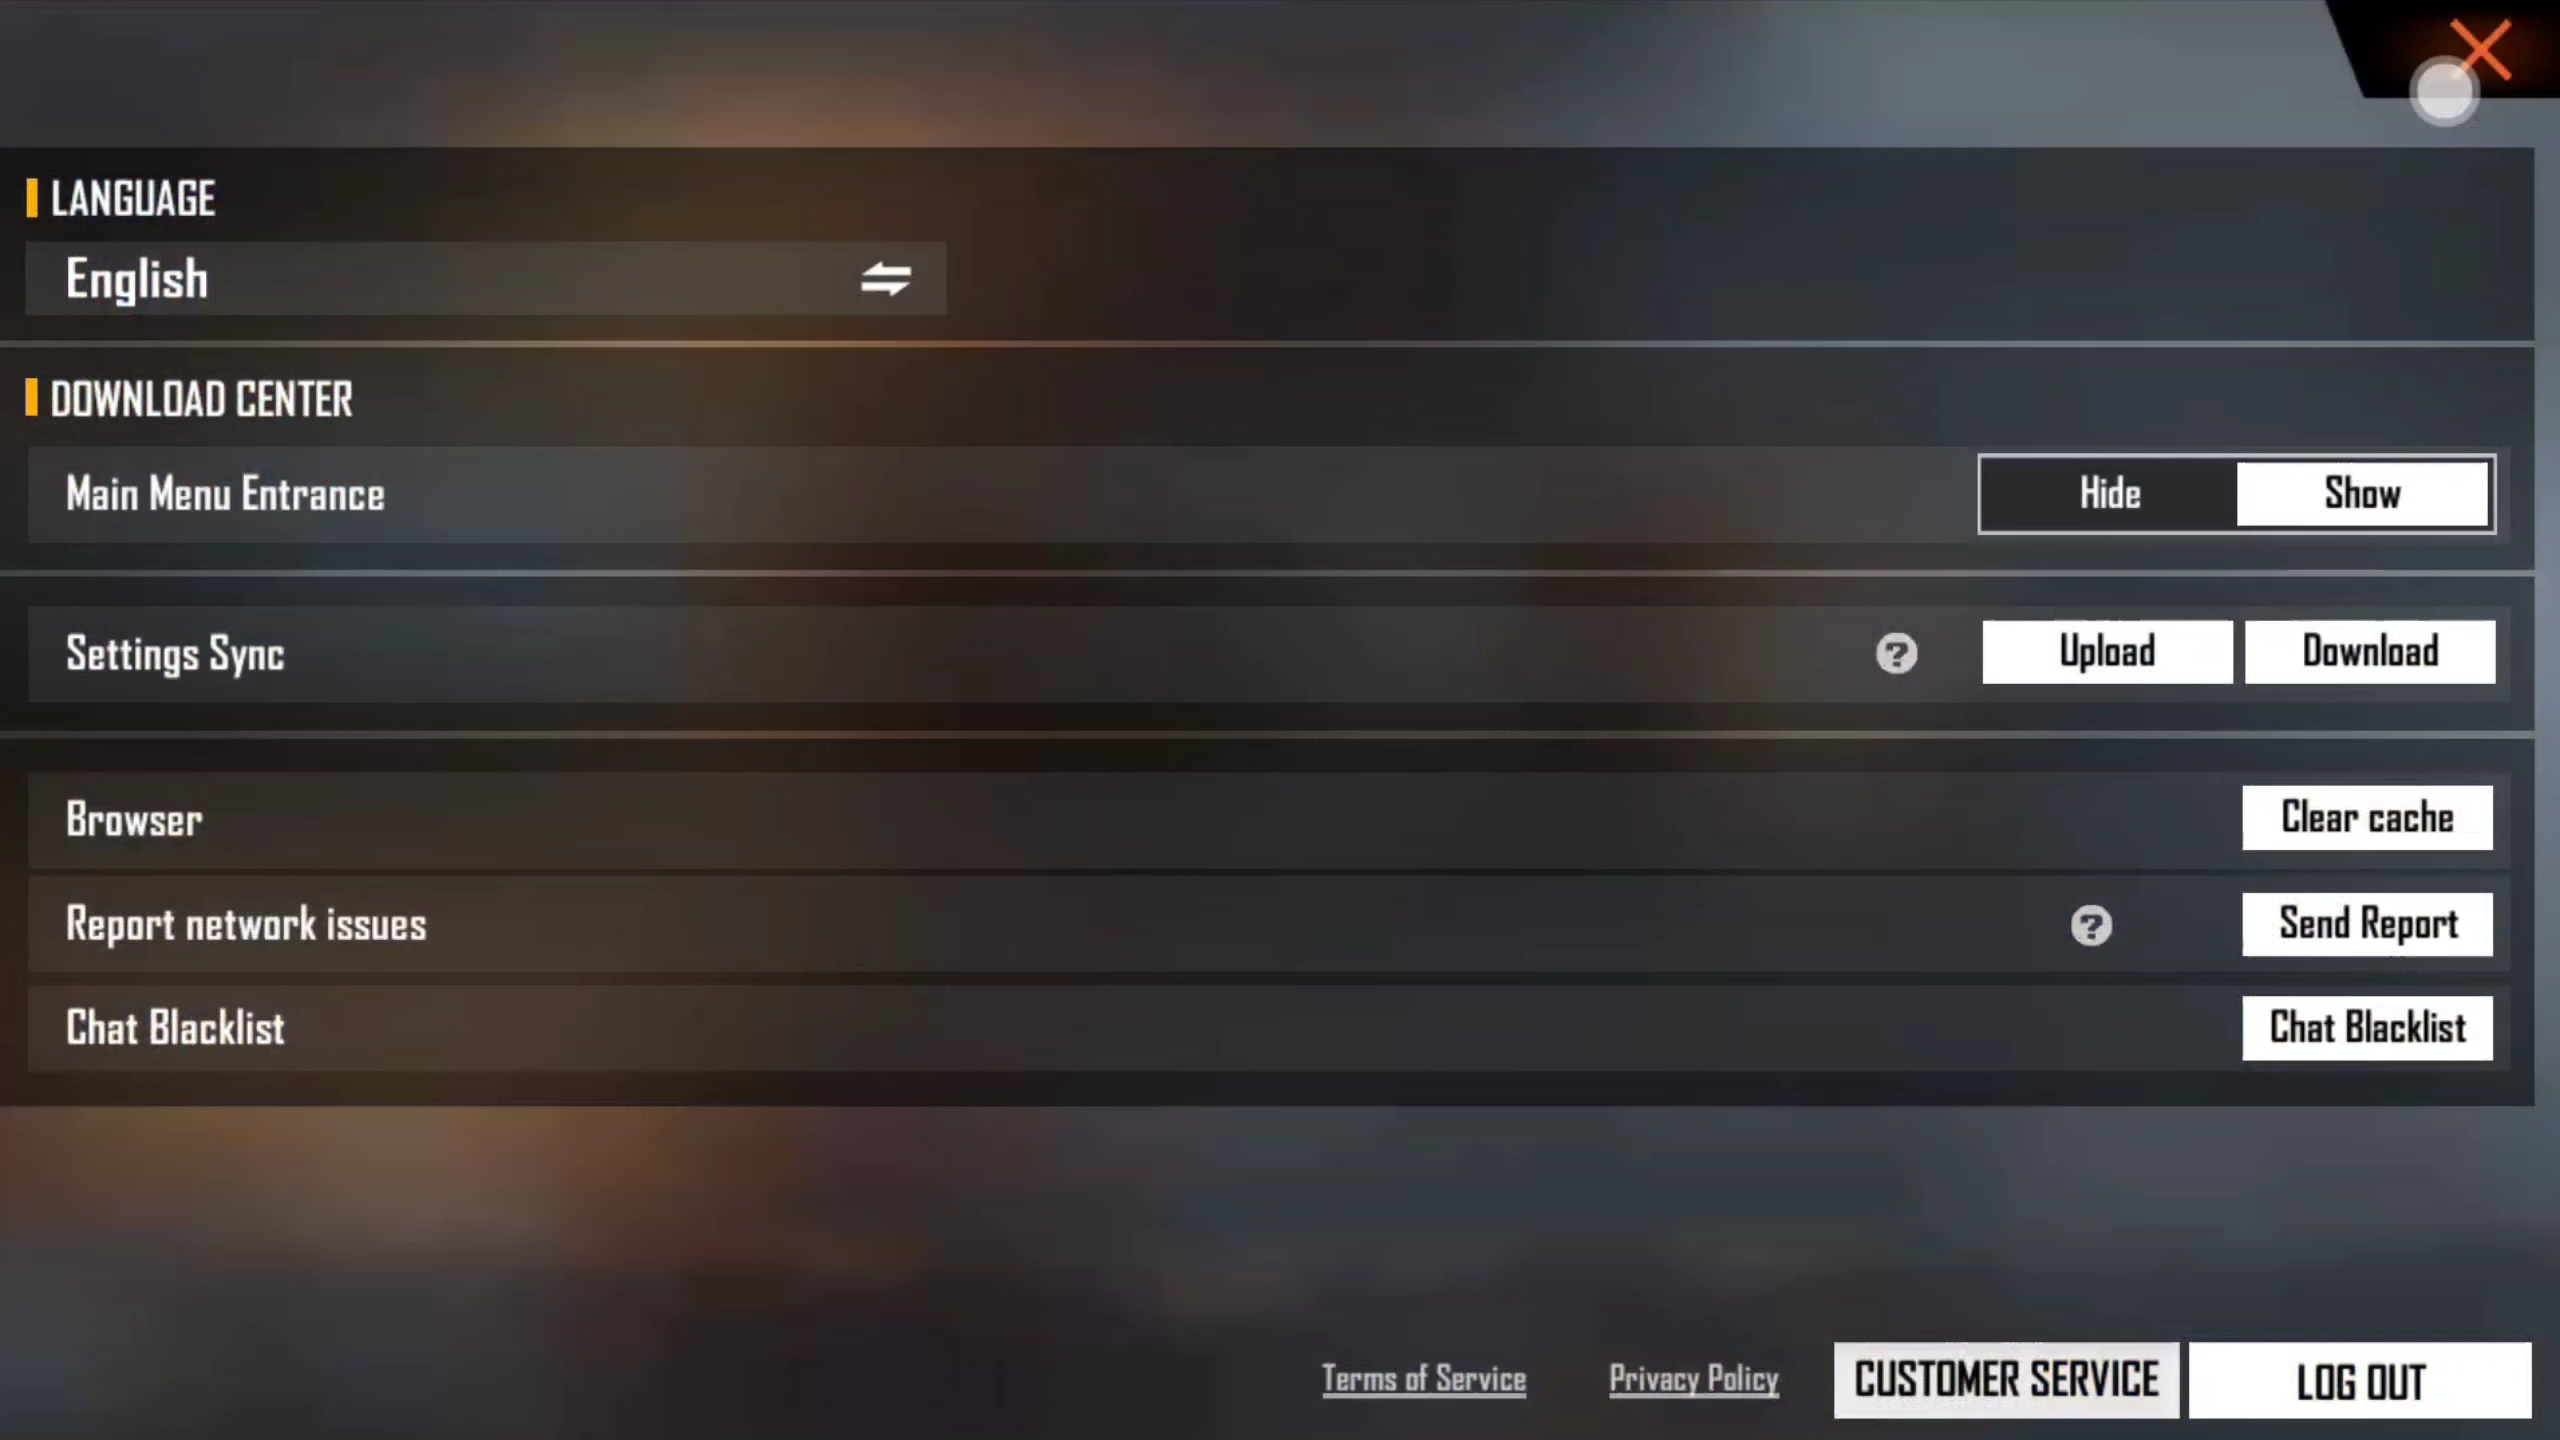 LANGUAGE
English
DOWNLOAD CENTER
Main Menu Entrance Hide Show
Settings Sync ? Upload Download
Browser Clear cache
Report network issues ? Send Report
Chat Blacklist Chat Blacklist
Terms of Service Privacy Policy CUSTOMER SERVICE LOG OUT